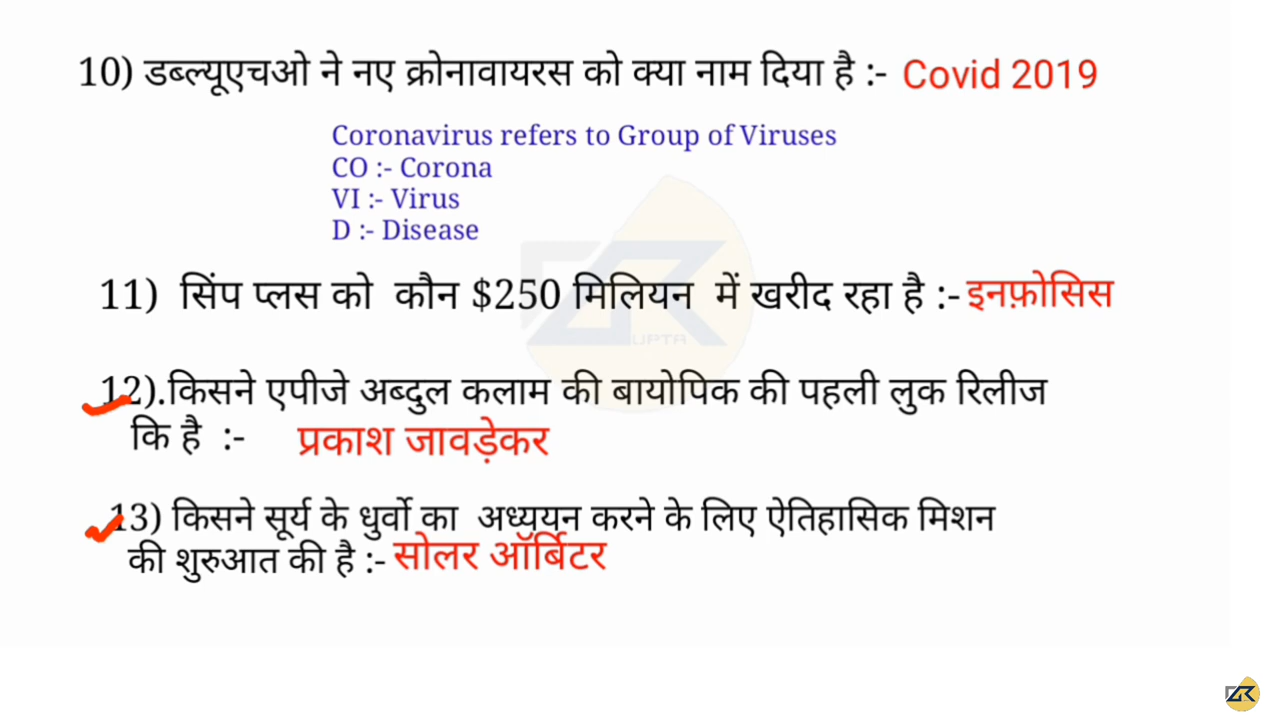 10) डब्ल्यूएचओ ने नए क्रोनावायरस को क्या नाम दिया है :- Covid 2019
Coronavirus refers to Group of Viruses
CO :- Corona
VI :- Virus
D :- Disease
11) सिंप प्लस को कौन $250 मिलियन में खरीद रहा है :- इनफ़ोसिस
UPTA
12).किसने एपीजे अब्दुल कलाम की बायोपिक की पहली लुक रिलीज
कि है :- प्रकाश जावड़ेकर
13) किसने सूर्य के धुर्वो का अध्ययन करने के लिए ऐतिहासिक मिशन
की शुरुआत की है :- सोलर ऑर्बिटर